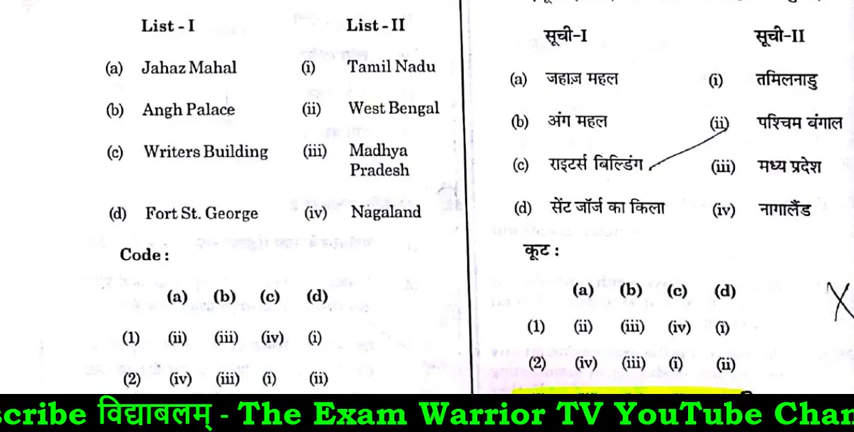 List - I List - II
(a) Jahaz Mahal (i) Tamil Nadu
(b) Angh Palace (ii) West Bengal
(c) Writers Building (iii) Madhya
Pradesh
(d) Fort St. George (iv) Nagaland
Code :
(a) (b) (c) (d)
(1) (ii) (iii) (iv) (i)
(2) (iv) (iii) (i) (ii)
सूची-I सूची-II
(a) जहाज़ महल (i) तमिलनाडु
(b) अंग महल (ii) पश्चिम बंगाल
(c) राइटर्स बिल्डिंग (iii) मध्य प्रदेश
(d) सेंट जॉर्ज का किला (iv) नागालैंड
कूट :
(a) (b) (c) (d)
(1) (ii) (iii) (iv) (i)
(2) (iv) (iii) (i) (ii)
scribe विद्याबलम् - The Exam Warrior TV YouTube Chan